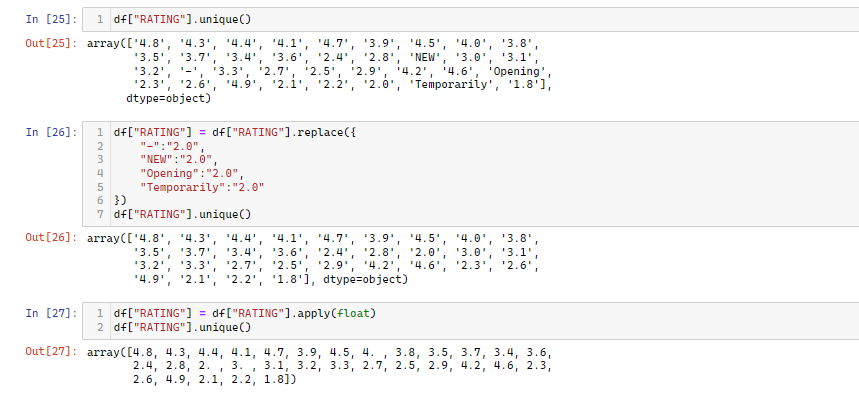 In [25]: 1 df["RATING"].unique()
Out[25]: array(['4.8', '4.3', '4.4', '4.1', '4.7', '3.9', '4.5', '4.0', '3.8',
'3.5', '3.7', '3.4', '3.6', '2.4', '2.8', 'NEW', '3.0', '3.1',
'3.2', '-', '3.3', '2.7', '2.5', '2.9', '4.2', '4.6', 'Opening',
'2.3', '2.6', '4.9', '2.1', '2.2', '2.0', 'Temporarily', '1.8'],
dtype=object)
In [26]: 1 df["RATING"] = df["RATING"].replace({
2 "-":"2.0",
3 "NEW":"2.0",
4 "Opening":"2.0",
5 "Temporarily":"2.0"
6 })
7 df["RATING"].unique()
Out[26]: array(['4.8', '4.3', '4.4', '4.1', '4.7', '3.9', '4.5', '4.0', '3.8',
'3.5', '3.7', '3.4', '3.6', '2.4', '2.8', '2.0', '3.0', '3.1',
'3.2', '3.3', '2.7', '2.5', '2.9', '4.2', '4.6', '2.3', '2.6',
'4.9', '2.1', '2.2', '1.8'], dtype=object)
In [27]: 1 df["RATING"] = df["RATING"].apply(float)
2 df["RATING"].unique()
Out[27]: array([4.8, 4.3, 4.4, 4.1, 4.7, 3.9, 4.5, 4. , 3.8, 3.5, 3.7, 3.4, 3.6,
2.4, 2.8, 2. , 3. , 3.1, 3.2, 3.3, 2.7, 2.5, 2.9, 4.2, 4.6, 2.3,
2.6, 4.9, 2.1, 2.2, 1.8])